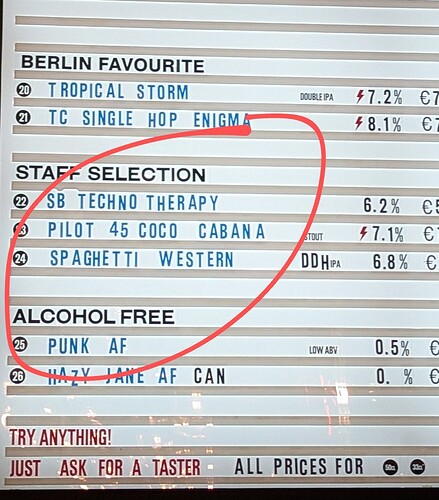 BERLIN FAVOURITE
20 TROPICAL STORM DOUBLE IPA 7.2% €7
21 TC SINGLE HOP ENIGMA 8.1% €7
STAFF SELECTION
22 SB TECHNO THERAPY 6.2% €5
23 PILOT 45 COCO CABANA STOUT 7.1% €
24 SPAGHETTI WESTERN DDH IPA 6.8% €
ALCOHOL FREE
25 PUNK AF LOW ABV 0.5% €
26 HAZY JANE AF CAN 0. % €
TRY ANYTHING!
JUST ASK FOR A TASTER ALL PRICES FOR